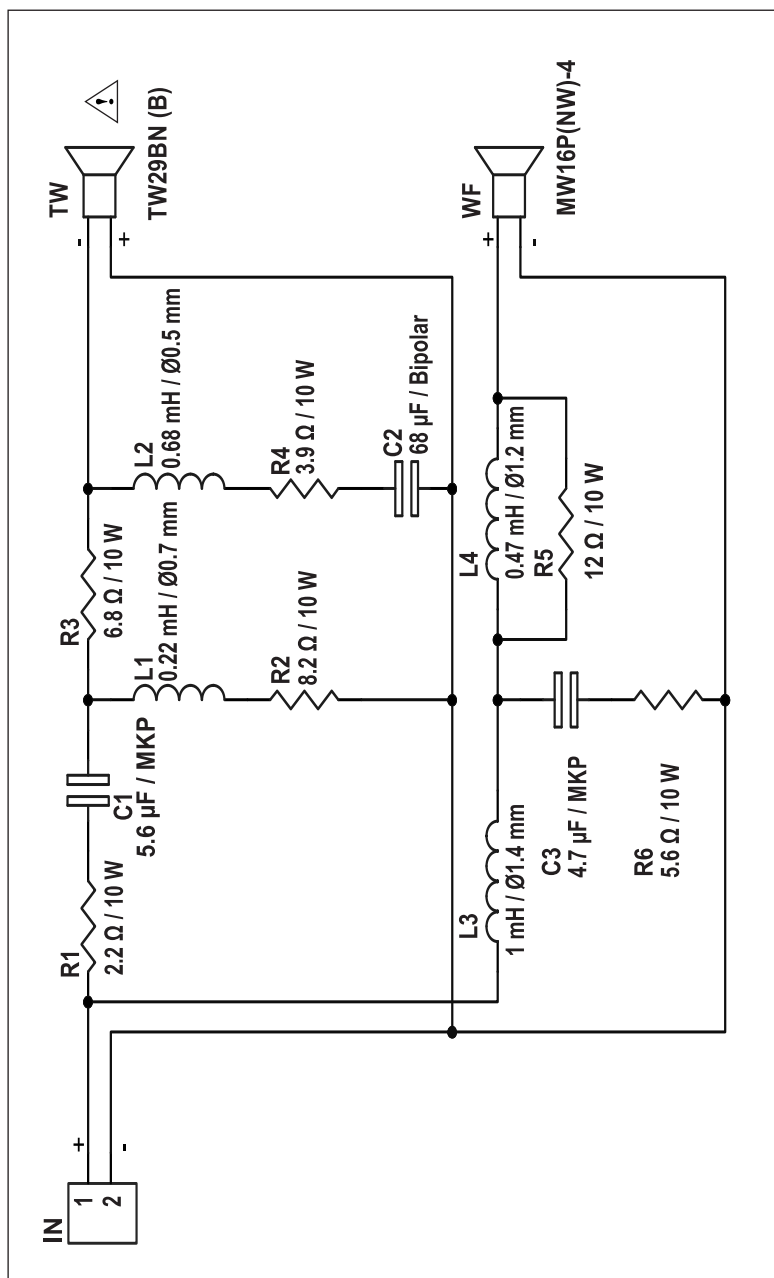 IN
1
2
+
-
R1
2.2 Ω / 10 W
C1
5.6 µF / MKP
R3
6.8 Ω / 10 W
L1
0.22 mH / Ø0.7 mm
R2
8.2 Ω / 10 W
L2
0.68 mH / Ø0.5 mm
R4
3.9 Ω / 10 W
C2
68 µF / Bipolar
TW
-
+
!
TW29BN (B)
L3
1 mH / Ø1.4 mm
C3
4.7 µF / MKP
R6
5.6 Ω / 10 W
L4
0.47 mH / Ø1.2 mm
R5
12 Ω / 10 W
WF
+
-
MW16P(NW)-4